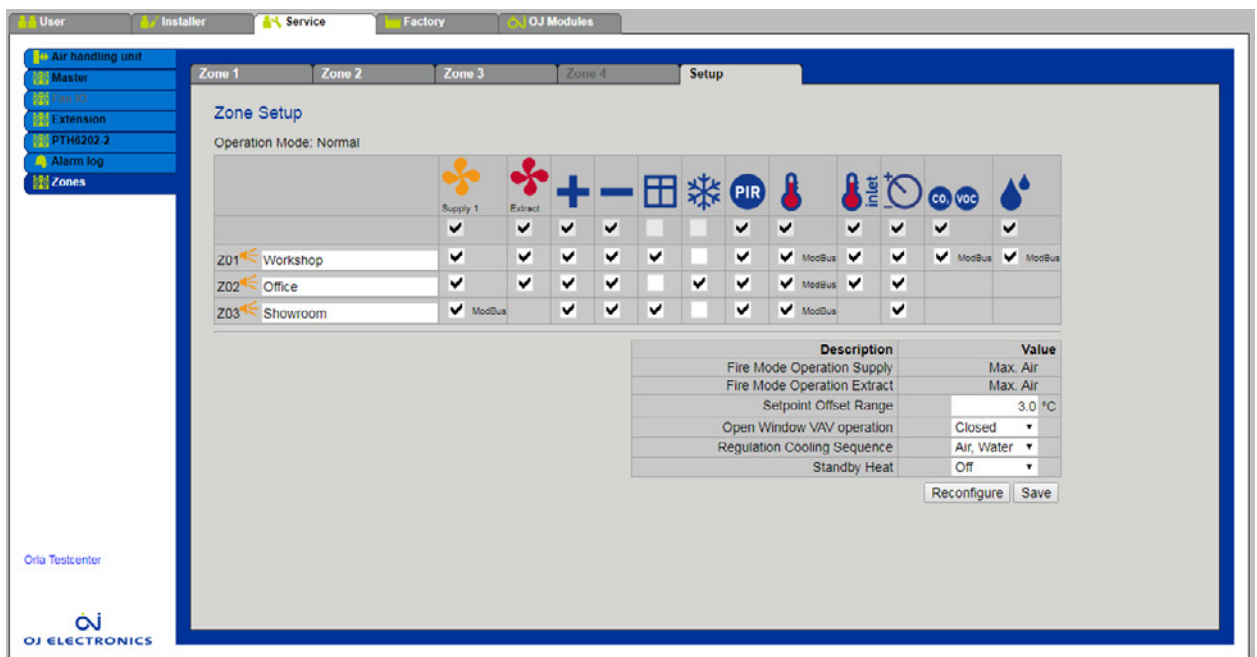 User Installer Service Factory OJ Modules
Air handling unit
Master
Extension
PTH6202-2
Alarm log
Zones
Zone 1 Zone 2 Zone 3 Zone 4 Setup
Zone Setup
Operation Mode: Normal
Supply 1 Extract PIR inlet CO₂ VOC
Z01 Workshop ModBus ModBus ModBus
Z02 Office ModBus
Z03 Showroom ModBus ModBus
Description Value
Fire Mode Operation Supply Max. Air
Fire Mode Operation Extract Max. Air
Setpoint Offset Range 3.0 °C
Open Window VAV operation Closed
Regulation Cooling Sequence Air, Water
Standby Heat Off
Reconfigure Save
Orla Testcenter
OJ ELECTRONICS